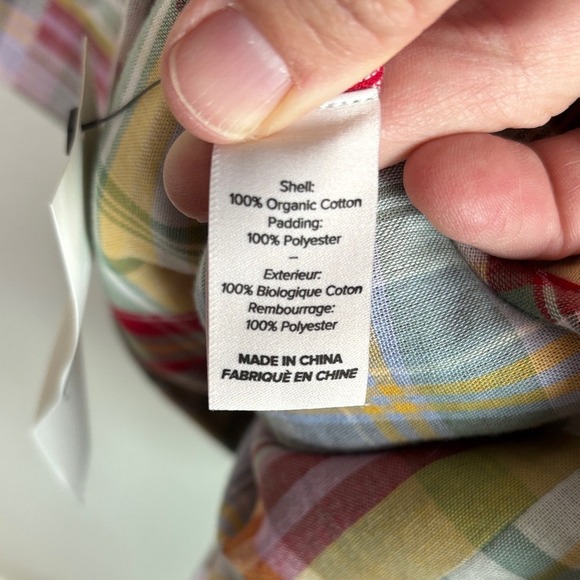 Shell:
100% Organic Cotton
Padding:
100% Polyester
–
Exterieur:
100% Biologique Coton
Rembourrage:
100% Polyester
MADE IN CHINA
FABRIQUÈ EN CHINE